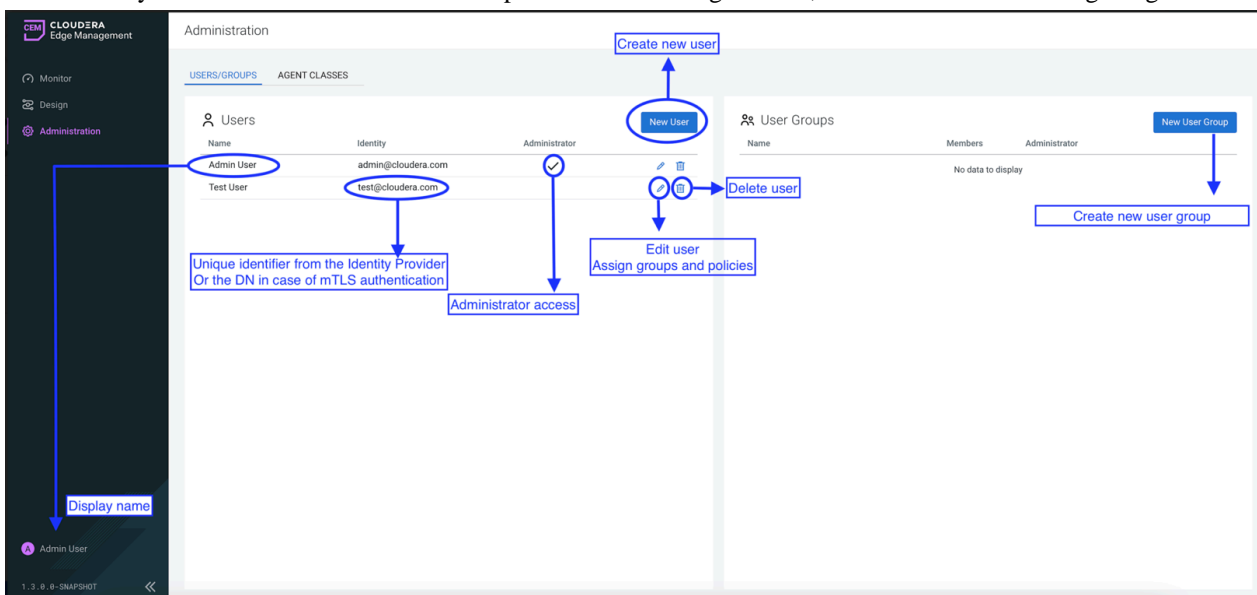 CEM CLOUDERA
Edge Management
Administration
Create new user
Monitor
USERS/GROUPS AGENT CLASSES
Design
Users New User
User Groups New User Group
Administration
Name Identity Administrator
Name Members Administrator
Admin User admin@cloudera.com
No data to display
Test User test@cloudera.com
Delete user
Create new user group
Edit user
Assign groups and policies
Unique identifier from the Identity Provider
Or the DN in case of mTLS authentication
Administrator access
Display name
A Admin User
1.3.0.0-SNAPSHOT